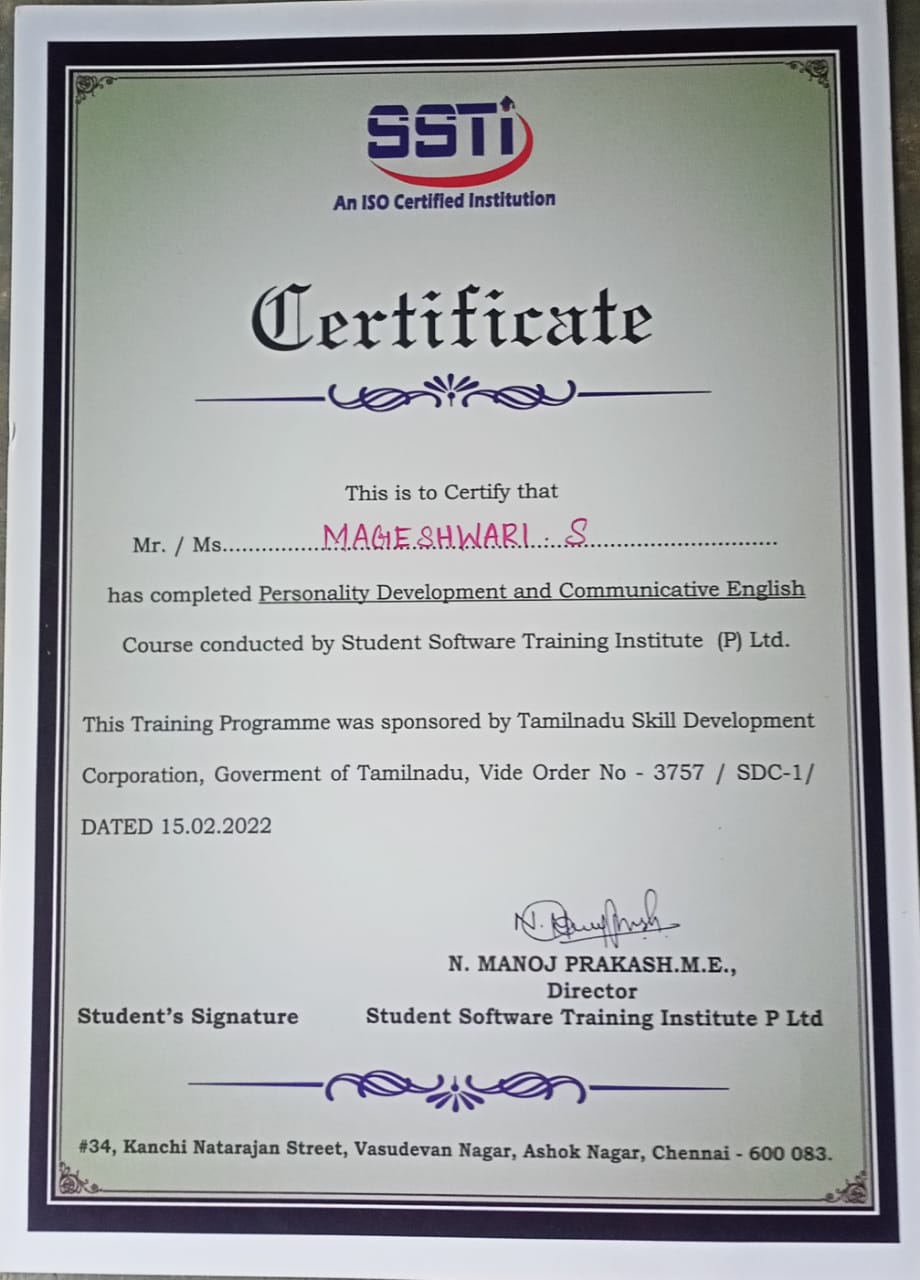 SSTi
An ISO Certified Institution
Certificate
This is to Certify that
Mr. / Ms..............MAGESHWARI. S..............................
has completed Personality Development and Communicative English
Course conducted by Student Software Training Institute (P) Ltd.
This Training Programme was sponsored by Tamilnadu Skill Development
Corporation, Goverment of Tamilnadu, Vide Order No - 3757 / SDC-1/
DATED 15.02.2022
N. MANOJ PRAKASH.M.E.,
Director
Student's Signature Student Software Training Institute P Ltd
#34, Kanchi Natarajan Street, Vasudevan Nagar, Ashok Nagar, Chennai - 600 083.